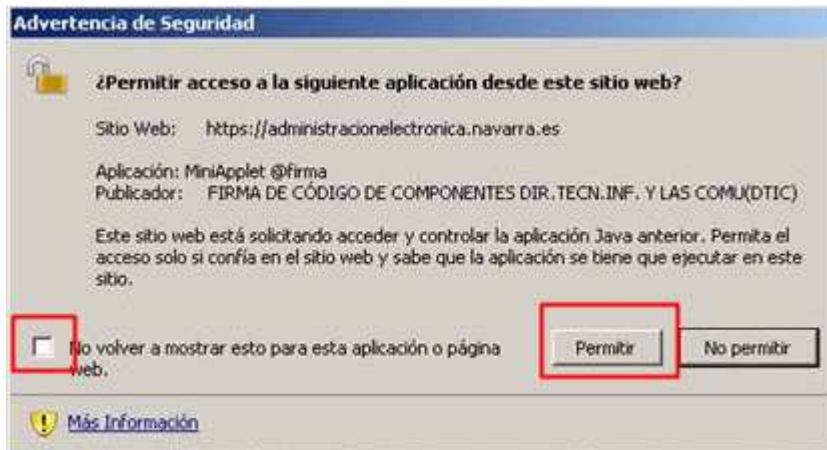 Advertencia de Seguridad
¿Permitir acceso a la siguiente aplicación desde este sitio web?
Sitio Web: https://administracionelectronica.navarra.es
Aplicación: MiniApplet @firma
Publicador: FIRMA DE CÓDIGO DE COMPONENTES DIR.TECN.INF. Y LAS COMU(DTIC)
Este sitio web está solicitando acceder y controlar la aplicación Java anterior. Permita el
acceso solo si confía en el sitio web y sabe que la aplicación se tiene que ejecutar en este
sitio.
No volver a mostrar esto para esta aplicación o página
web.
Permitir
No permitir
Más Información